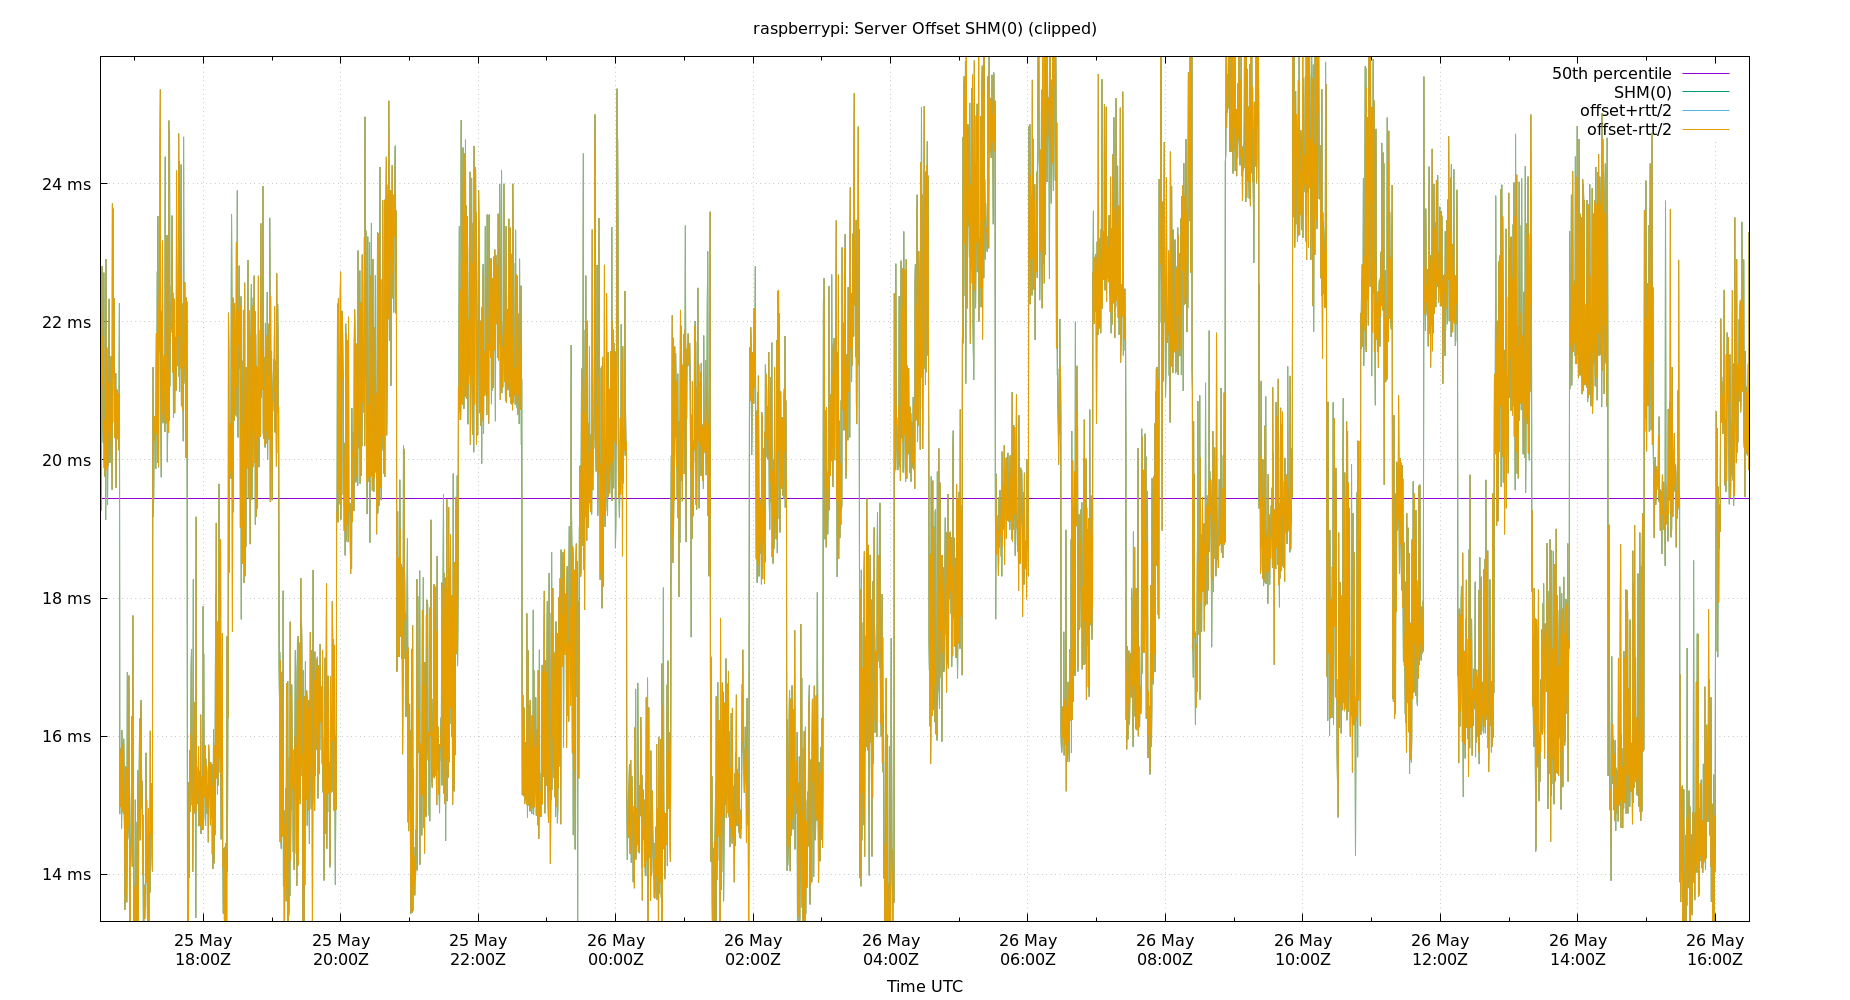 raspberrypi: Server Offset SHM(0) (clipped)
50th percentile
SHM(0)
offset+rtt/2
offset-rtt/2
24 ms
22 ms
20 ms
18 ms
16 ms
14 ms
25 May 25 May 25 May 26 May 26 May 26 May 26 May 26 May 26 May 26 May 26 May 26 May
18:00Z 20:00Z 22:00Z 00:00Z 02:00Z 04:00Z 06:00Z 08:00Z 10:00Z 12:00Z 14:00Z 16:00Z
Time UTC